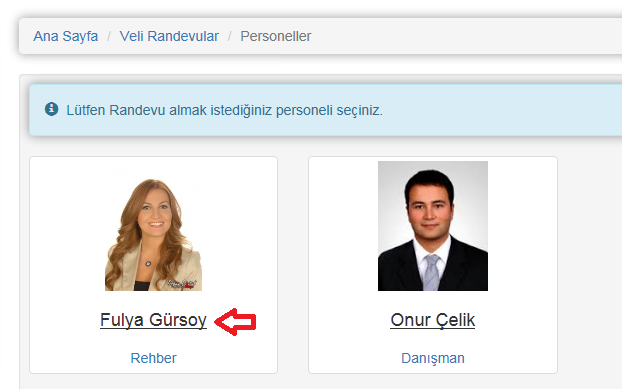 Ana Sayfa / Veli Randevular / Personeller
Lütfen Randevu almak istediğiniz personeli seçiniz.
Fulya Gürsoy
Rehber
Onur Çelik
Danışman